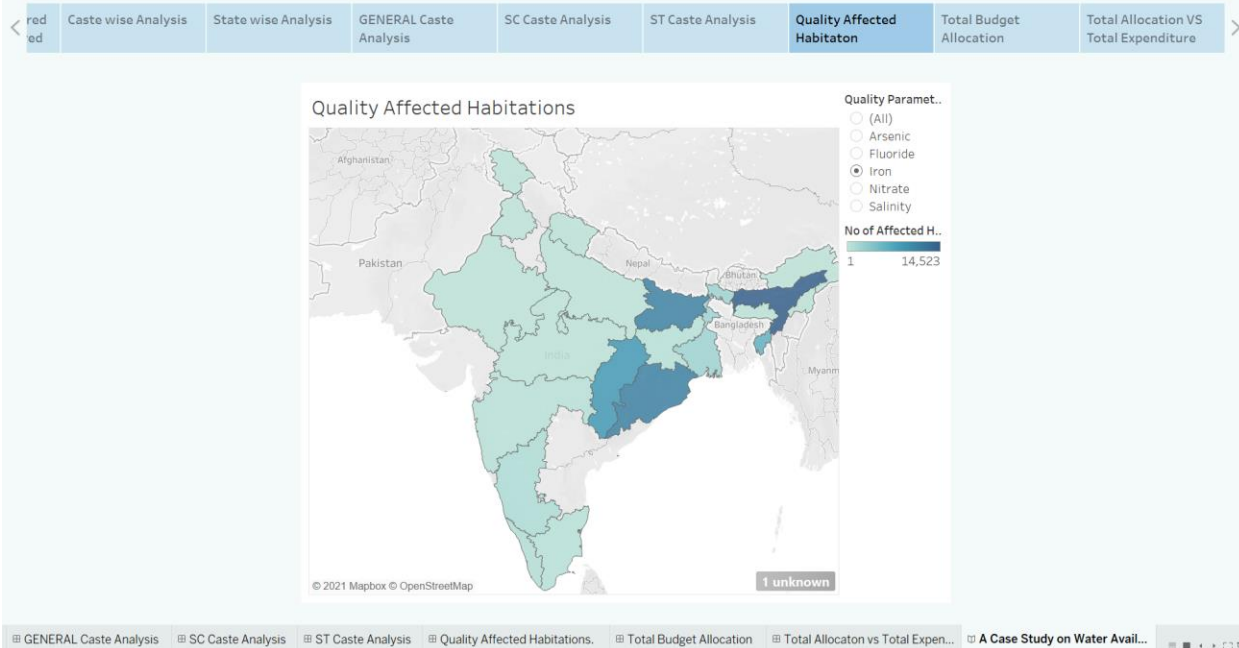 red
ed
Caste wise Analysis
State wise Analysis
GENERAL Caste
Analysis
SC Caste Analysis
ST Caste Analysis
Quality Affected
Habitaton
Total Budget
Allocation
Total Allocation VS
Total Expenditure
Quality Affected Habitations
Quality Paramet..
(All)
Arsenic
Fluoride
Iron
Nitrate
Salinity
No of Affected H..
1 14,523
Afghanistan
Pakistan
Nepal
Bhutan
Bangladesh
India
Myanm
© 2021 Mapbox © OpenStreetMap
1 unknown
GENERAL Caste Analysis
SC Caste Analysis
ST Caste Analysis
Quality Affected Habitations.
Total Budget Allocation
Total Allocaton vs Total Expen...
A Case Study on Water Avail...